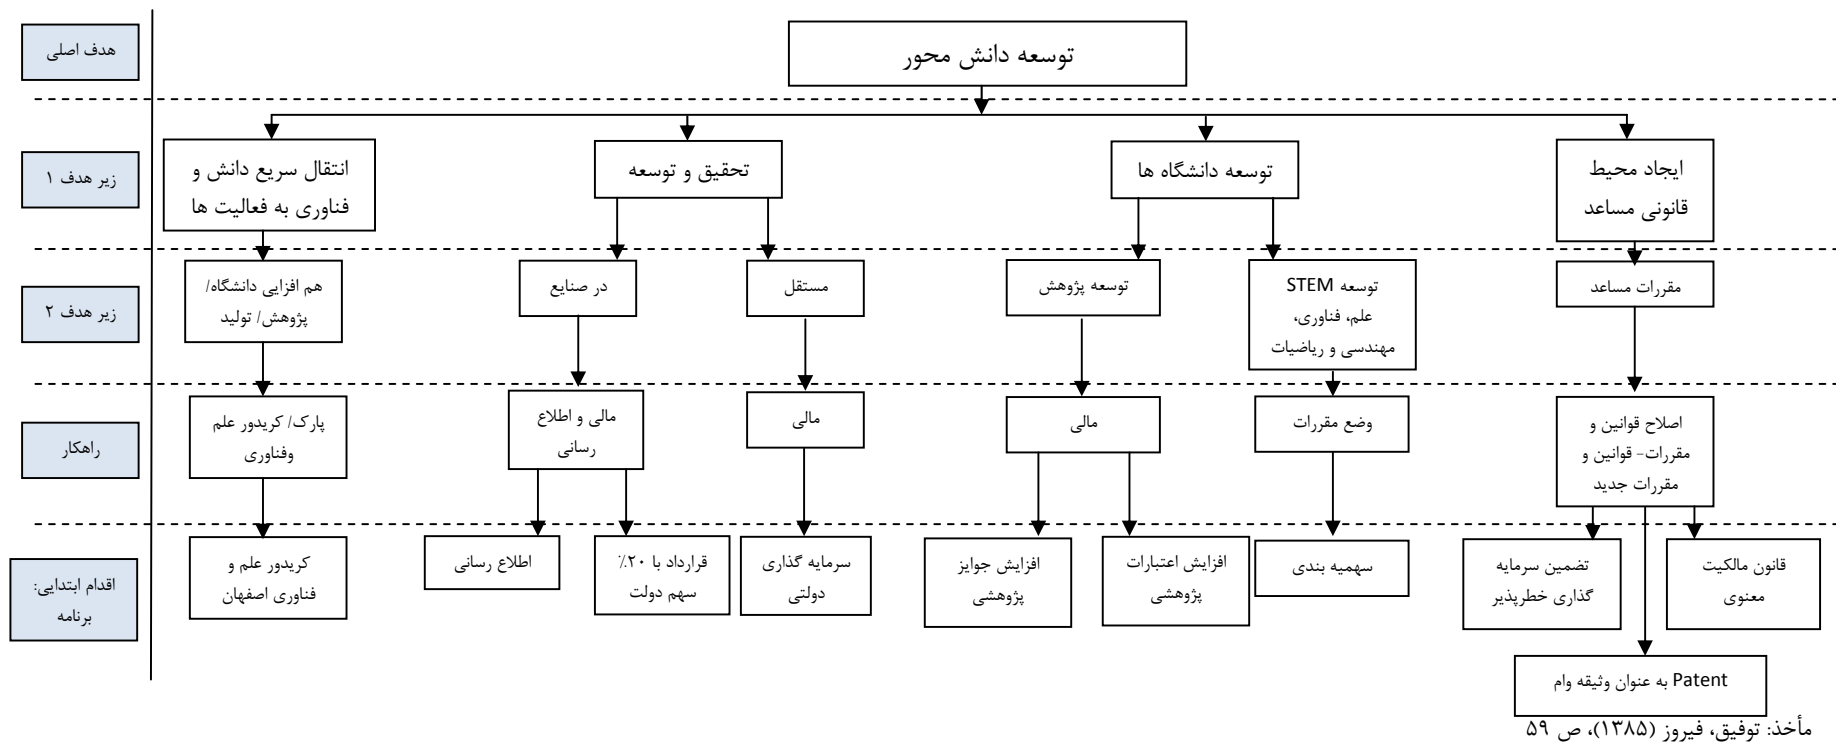 هدف اصلی
توسعه دانش محور
زیر هدف ۱
ایجاد محیط
قانونی مساعد
توسعه دانشگاه ها
تحقیق و توسعه
انتقال سریع دانش و
فناوری به فعالیت ها
زیر هدف ۲
مقررات مساعد
توسعه STEM
علم، فناوری،
مهندسی و ریاضیات
توسعه پژوهش
مستقل
در صنایع
هم افزایی دانشگاه/
پژوهش/ تولید
راهکار
اصلاح قوانین و
مقررات- قوانین و
مقررات جدید
وضع مقررات
مالی
مالی
مالی و اطلاع
رسانی
پارک/ کریدور علم
وفناوری
اقدام ابتدایی:
برنامه
قانون مالکیت
معنوی
تضمین سرمایه
گذاری خطرپذیر
سهمیه بندی
افزایش اعتبارات
پژوهشی
افزایش جوایز
پژوهشی
سرمایه گذاری
دولتی
قرارداد با ۲۰٪
سهم دولت
اطلاع رسانی
کریدور علم و
فناوری اصفهان
Patent به عنوان وثیقه وام
مأخذ: توفیق، فیروز (۱۳۸۵)، ص ۵۹